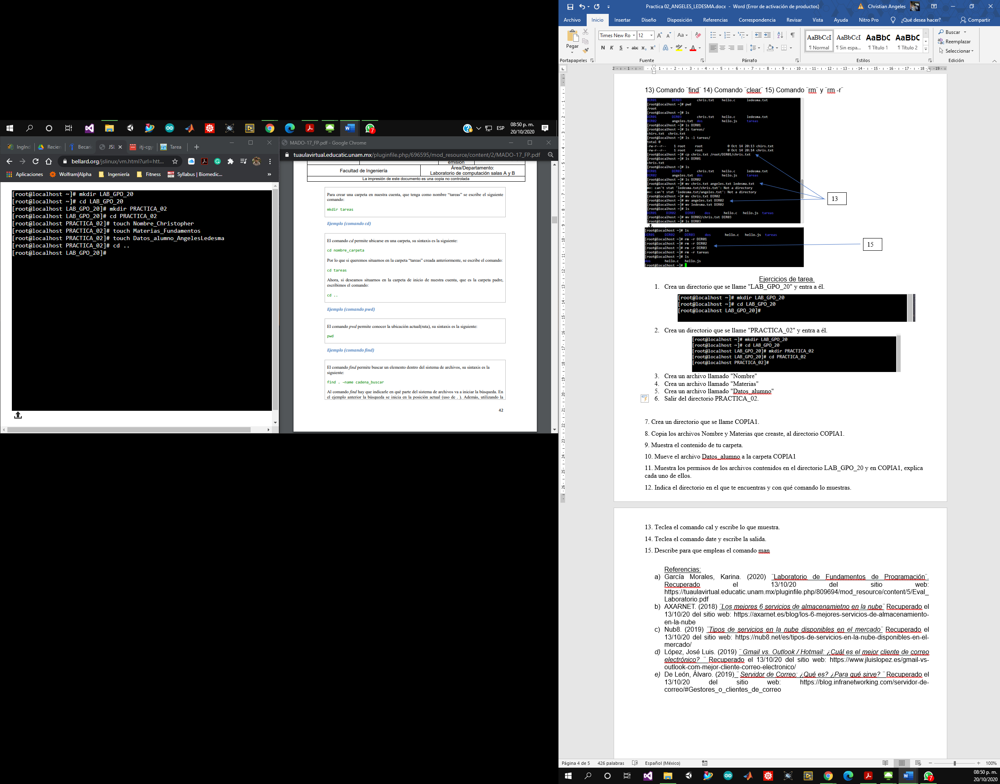 08:50 p. m.
ESP
20/10/2020
7
IngInd
Recien
Becari
JSL
itj-cgy
Tarea
bellard.org/jslinux/vm.html?url=htt...
Aplicaciones
Wolfram|Alpha
Ingeniería
Fitness
Syllabus | Biomedic...
»
[root@localhost ~]# mkdir LAB_GPO_20
[root@localhost ~]# cd LAB_GPO_20
[root@localhost LAB_GPO_20]# mkdir PRACTICA_02
[root@localhost LAB_GPO_20]# cd PRACTICA_02
[root@localhost PRACTICA_02]# touch Nombre_Christopher
[root@localhost PRACTICA_02]# touch Materias_Fundamentos
[root@localhost PRACTICA_02]# touch Datos_alumno_AngelesLedesma
[root@localhost PRACTICA_02]# cd ..
[root@localhost LAB_GPO_20]#
MADO-17_FP.pdf - Google Chrome
tuaulavirtual.educatic.unam.mx/pluginfile.php/696595/mod_resource/content/2/MADO-17_FP.pdf
emisión
Facultad de Ingeniería
Área/Departamento:
Laboratorio de computación salas A y B
La impresión de este documento es una copia no controlada
Para crear una carpeta en nuestra cuenta, que tenga como nombre “tareas” se escribe el siguiente
comando:
mkdir tareas
Ejemplo (comando cd)
El comando cd permite ubicarse en una carpeta, su sintaxis es la siguiente:
cd nombre_carpeta
Por lo que si queremos situarnos en la carpeta “tareas” creada anteriormente, se escribe el comando:
cd tareas
Ahora, si deseamos situarnos en la carpeta de inicio de nuestra cuenta, que es la carpeta padre,
escribimos el comando:
cd ..
Ejemplo (comando pwd)
El comando pwd permite conocer la ubicación actual(ruta), su sintaxis es la siguiente:
pwd
Ejemplo (comando find)
El comando find permite buscar un elemento dentro del sistema de archivos, su sintaxis es la
siguiente:
find . -name cadena_buscar
Al comando find hay que indicarle en qué parte del sistema de archivos va a iniciar la búsqueda. En
el ejemplo anterior la búsqueda se inicia en la posición actual (uso de . ). Además, utilizando la
42
Practica 02_ANGELES_LEDESMA.docx - Word (Error de activación de productos)
Christian Angeles
Archivo
Inicio
Insertar
Diseño
Disposición
Referencias
Correspondencia
Revisar
Vista
Ayuda
Nitro Pro
¿Qué desea hacer?
Compartir
Pegar
Times New Ro
12
N K S abc x₂ x²
Aa
AaBbCcI
AaBbCcI
AaBbC
AaBbC
¶ Normal
¶ Sin espa...
¶ Título 1
¶ Título 2
Buscar
Reemplazar
Seleccionar
Portapapeles
Fuente
Párrafo
Estilos
Edición
13) Comando ¨find¨ 14) Comando ¨clear¨ 15) Comando ¨rm¨ y ¨rm -r¨
DIR01 DIR03 chris.txt hello.c ledesma.txt
[root@localhost ~]# pwd
/root
[root@localhost ~]# ls
DIR01 DIR03 chris.txt hello.c ledesma.txt
DIR02 angeles.txt dos hello.js tareas
[root@localhost ~]# ls DIR01
[root@localhost ~]# ls tareas/
chirs.txt chris.txt
[root@localhost ~]# ls -l tareas/
total 0
-rw-r--r-- 1 root root 0 Oct 14 20:13 chirs.txt
-rw-r--r-- 1 root root 0 Oct 14 20:14 chris.txt
[root@localhost ~]# cp chris.txt /root/DIR01/chris.txt
[root@localhost ~]# ls DIR01
chris.txt
[root@localhost ~]# ls
DIR01 DIR03 chris.txt hello.c ledesma.txt
DIR02 angeles.txt dos hello.js tareas
[root@localhost ~]# ls DIR02
[root@localhost ~]# mv chris.txt angeles.txt ledesma.txt
mv: can't stat 'ledesma.txt/chris.txt': Not a directory
mv: can't stat 'ledesma.txt/angeles.txt': Not a directory
[root@localhost ~]# mv chris.txt DIR02
[root@localhost ~]# mv angeles.txt DIR02
[root@localhost ~]# mv ledesma.txt DIR02
[root@localhost ~]# ls
DIR01 DIR02 DIR03 dos hello.c hello.js tareas
[root@localhost ~]# mv DIR02/chris.txt DIR03
[root@localhost ~]# ls DIR03
13
[root@localhost ~]# ls
DIR01 DIR02 DIR03 dos hello.c hello.js tareas
[root@localhost ~]# rm -r DIR01
[root@localhost ~]# rm -r DIR02
[root@localhost ~]# rm -r DIR03
[root@localhost ~]# rm -r tareas
[root@localhost ~]# ls
dos hello.c hello.js
[root@localhost ~]#
15
Ejercicios de tarea.
1. Crea un directorio que se llame "LAB_GPO_20" y entra a él.
[root@localhost ~]# mkdir LAB_GPO_20
[root@localhost ~]# cd LAB_GPO_20
[root@localhost LAB_GPO_20]#
2. Crea un directorio que se llame "PRACTICA_02" y entra a él.
[root@localhost ~]# mkdir LAB_GPO_20
[root@localhost ~]# cd LAB_GPO_20
[root@localhost LAB_GPO_20]# mkdir PRACTICA_02
[root@localhost LAB_GPO_20]# cd PRACTICA_02
[root@localhost PRACTICA_02]#
3. Crea un archivo llamado "Nombre"
4. Crea un archivo llamado "Materias"
5. Crea un archivo llamado "Datos_alumno"
6. Salir del directorio PRACTICA_02.
7. Crea un directorio que se llame COPIA1.
8. Copia los archivos Nombre y Materias que creaste, al directorio COPIA1.
9. Muestra el contenido de tu carpeta.
10. Mueve el archivo Datos_alumno a la carpeta COPIA1
11. Muestra los permisos de los archivos contenidos en el directorio LAB_GPO_20 y en COPIA1, explica
cada uno de ellos.
12. Indica el directorio en el que te encuentras y con qué comando lo muestras.
13. Teclea el comando cal y escribe lo que muestra.
14. Teclea el comando date y escribe la salida.
15. Describe para que empleas el comando man
Referencias:
a) García Morales, Karina. (2020) ¨Laboratorio de Fundamentos de Programación¨.
Recuperado el 13/10/20 del sitio web:
https://tuaulavirtual.educatic.unam.mx/pluginfile.php/809694/mod_resource/content/5/Eval_
Laboratorio.pdf
b) AXARNET. (2018) ¨Los mejores 6 servicios de almacenamietno en la nube¨ Recuperado el
13/10/20 del sitio web: https://axarnet.es/blog/los-6-mejores-servicios-de-almacenamiento-
en-la-nube
c) Nub8. (2019) ¨Tipos de servicios en la nube disponibles en el mercado¨ Recuperado el
13/10/20 del sitio web: https://nub8.net/es/tipos-de-servicios-en-la-nube-disponibles-en-el-
mercado/
d) López, José Luis. (2019) ¨ Gmail vs. Outlook / Hotmail: ¿Cuál es el mejor cliente de correo
electrónico? ¨ Recuperado el 13/10/20 del sitio web: https://www.jluislopez.es/gmail-vs-
outlook-com-mejor-cliente-correo-electronico/
e) De León, Álvaro. (2019) ¨ Servidor de Correo: ¿Qué es? ¿Para qué sirve? ¨ Recuperado el
13/10/20 del sitio web: https://blog.infranetworking.com/servidor-de-
correo/#Gestores_o_clientes_de_correo
Página 4 de 5
426 palabras
Español (México)
100%
7
08:50 p. m.
20/10/2020